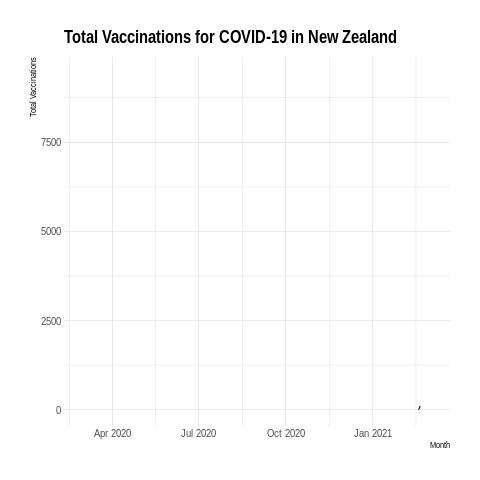 Total Vaccinations for COVID-19 in New Zealand
Total Vaccinations
7500
5000
2500
0
Apr 2020 Jul 2020 Oct 2020 Jan 2021
Month